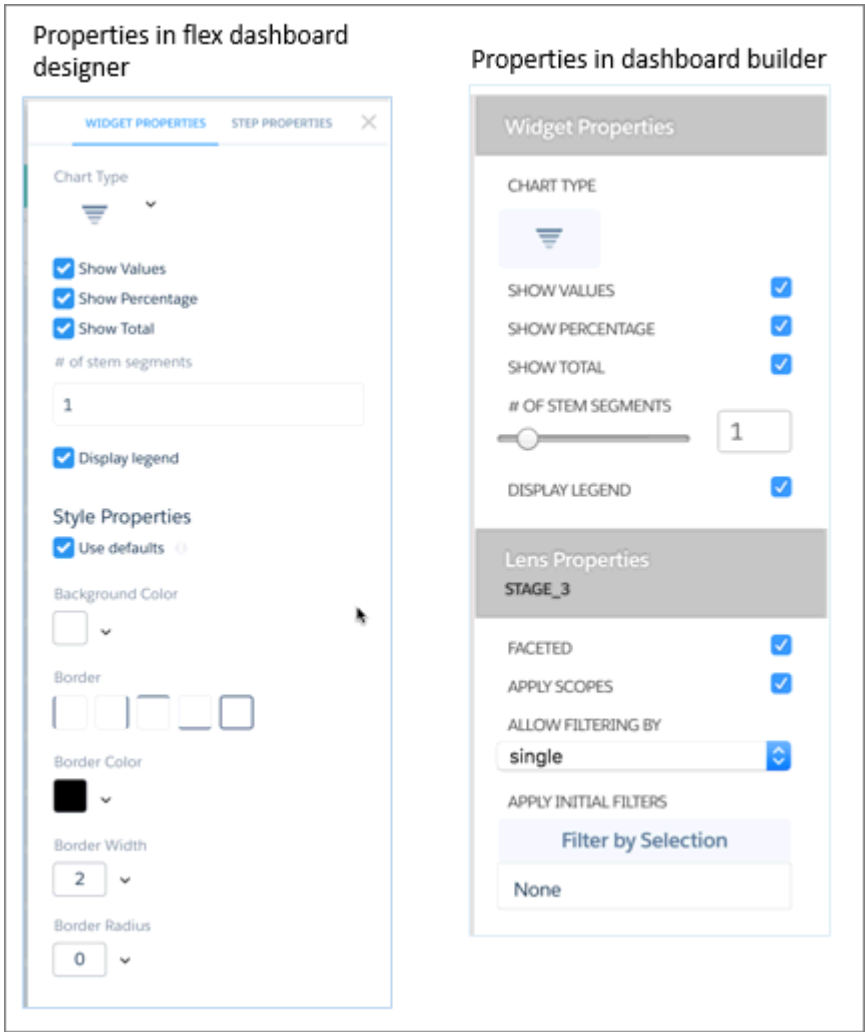 Properties in flex dashboard
designer
WIDGET PROPERTIES STEP PROPERTIES
Chart Type
Show Values
Show Percentage
Show Total
# of stem segments
1
Display legend
Style Properties
Use defaults
Background Color
Border
Border Color
Border Width
2
Border Radius
0
Properties in dashboard builder
Widget Properties
CHART TYPE
SHOW VALUES
SHOW PERCENTAGE
SHOW TOTAL
# OF STEM SEGMENTS
1
DISPLAY LEGEND
Lens Properties
STAGE_3
FACETED
APPLY SCOPES
ALLOW FILTERING BY
single
APPLY INITIAL FILTERS
Filter by Selection
None